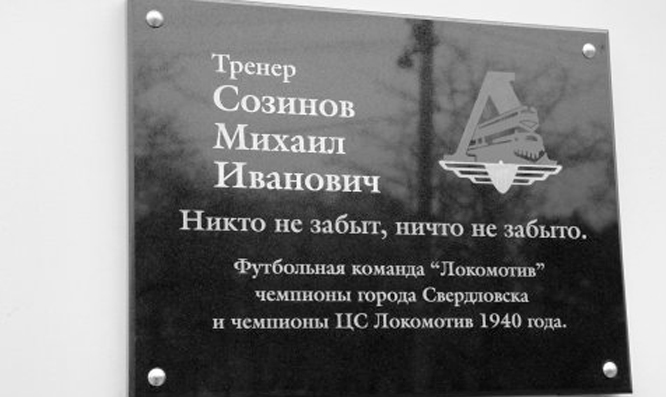 Тренер
Созинов
Михаил
Иванович
Никто не забыт, ничто не забыто.
Футбольная команда “Локомотив”
чемпионы города Свердловска
и чемпионы ЦС Локомотив 1940 года.